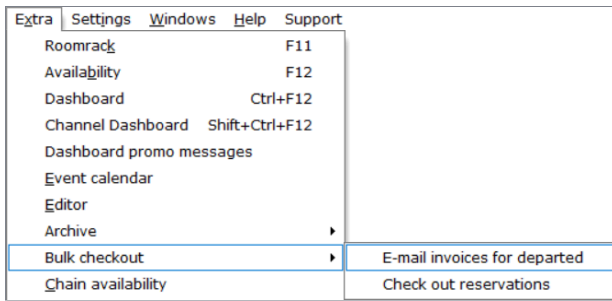 Extra Settings Windows Help Support
Roomrack F11
Availability F12
Dashboard Ctrl+F12
Channel Dashboard Shift+Ctrl+F12
Dashboard promo messages
Event calendar
Editor
Archive
Bulk checkout E-mail invoices for departed
Chain availability Check out reservations